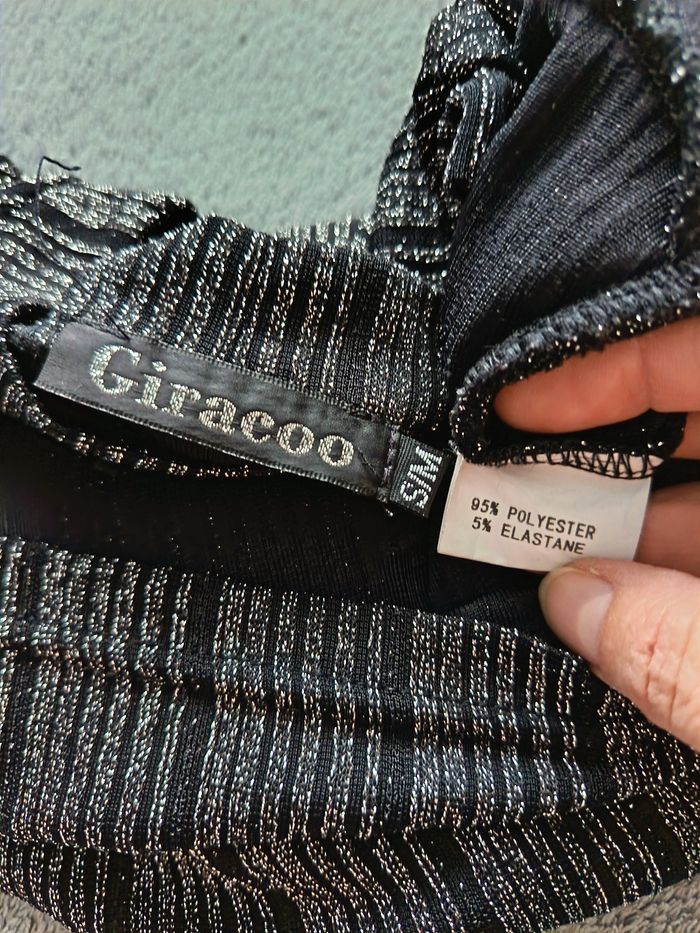 Giracoo
S/M
95% POLYESTER
5% ELASTANE